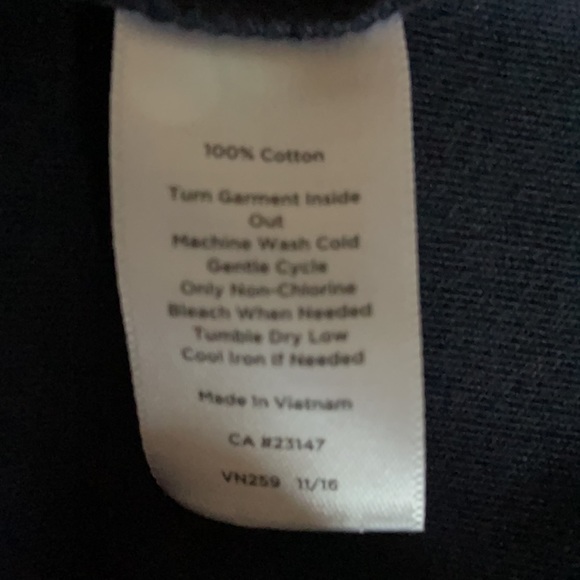 100% Cotton
Turn Garment Inside
Out
Machine Wash Cold
Gentle Cycle
Only Non-Chlorine
Bleach When Needed
Tumble Dry Low
Cool Iron If Needed
Made In Vietnam
CA #23147
VN259 11/16